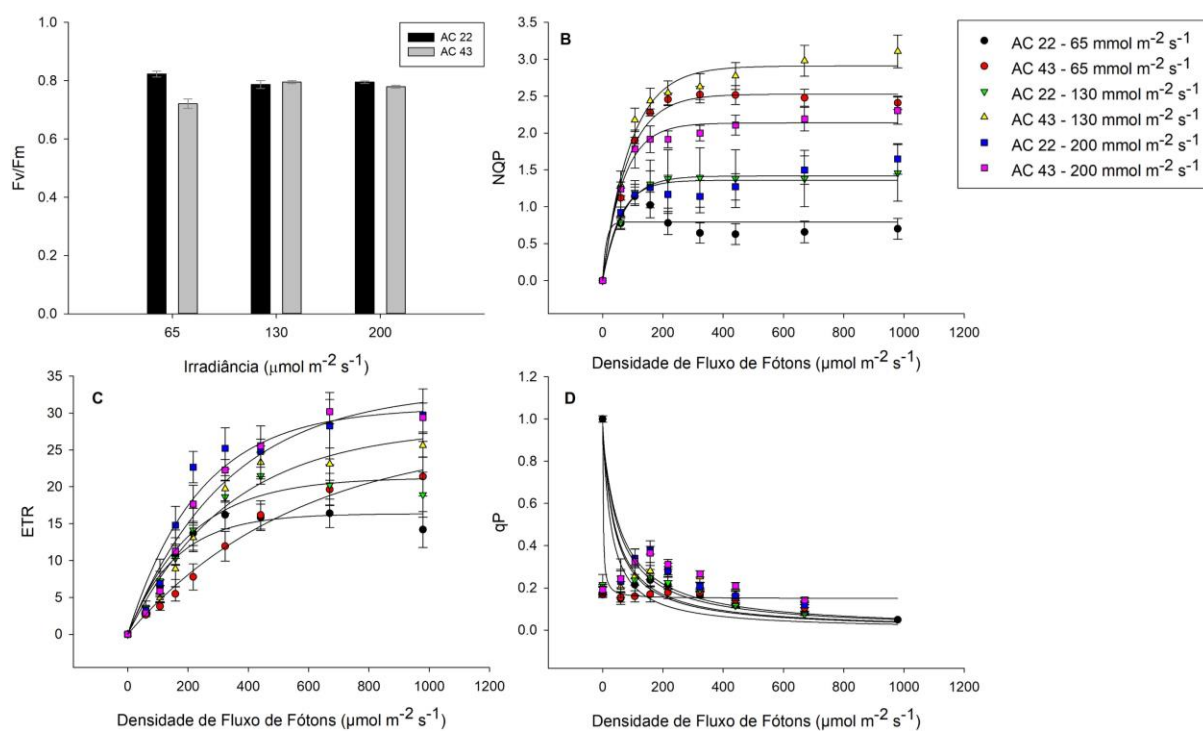 1.0
0.8
0.6
0.4
0.2
0.0
Fv/Fm
AC 22
AC 43
65
130
200
Irradiância (μmol m⁻² s⁻¹)
B
3.5
3.0
2.5
2.0
1.5
1.0
0.5
0.0
NQP
0 200 400 600 800 1000 1200
Densidade de Fluxo de Fótons (μmol m⁻² s⁻¹)
AC 22 - 65 mmol m⁻² s⁻¹
AC 43 - 65 mmol m⁻² s⁻¹
AC 22 - 130 mmol m⁻² s⁻¹
AC 43 - 130 mmol m⁻² s⁻¹
AC 22 - 200 mmol m⁻² s⁻¹
AC 43 - 200 mmol m⁻² s⁻¹
C
35
30
25
20
15
10
5
0
ETR
0 200 400 600 800 1000 1200
Densidade de Fluxo de Fótons (μmol m⁻² s⁻¹)
D
1.2
1.0
0.8
0.6
0.4
0.2
0.0
qP
0 200 400 600 800 1000 1200
Densidade de Fluxo de Fótons (μmol m⁻² s⁻¹)